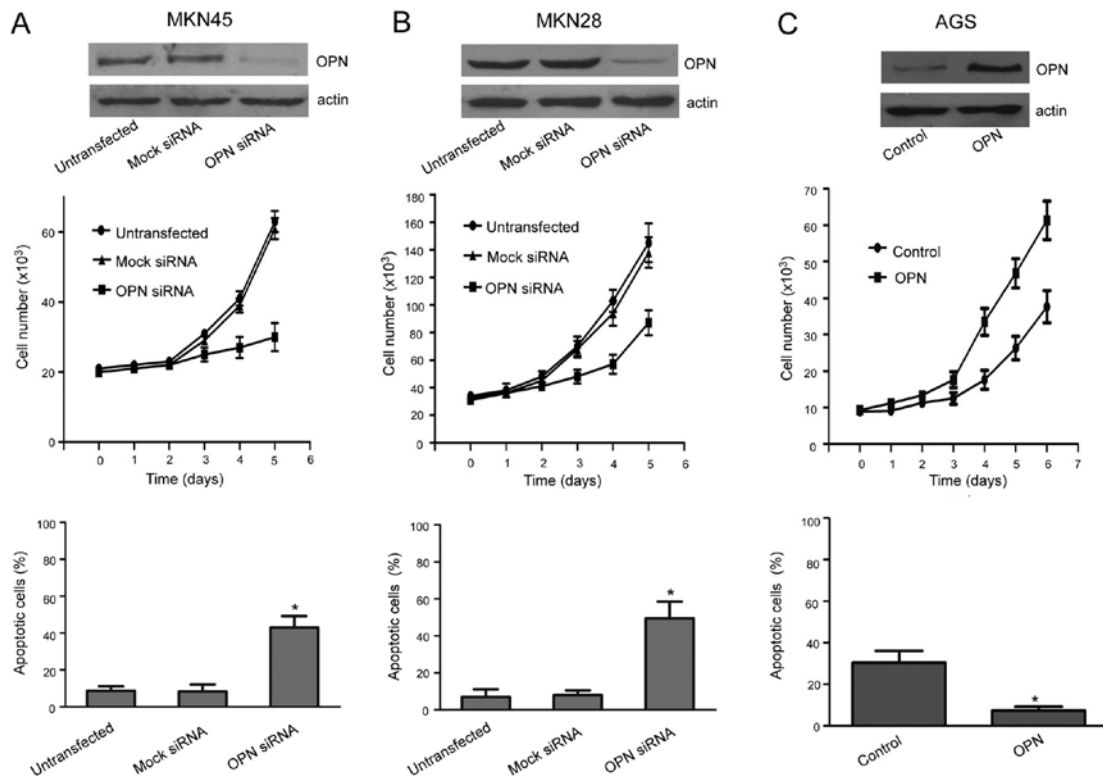 A
MKN45
OPN
actin
Untransfected
Mock siRNA
OPN siRNA
Cell number (x10³)
60
40
20
0
Untransfected
Mock siRNA
OPN siRNA
0 1 2 3 4 5 6
Time (days)
Apoptotic cells (%)
100
80
60
40
20
0
*
Untransfected
Mock siRNA
OPN siRNA
B
MKN28
OPN
actin
Untransfected
Mock siRNA
OPN siRNA
Cell number (x10³)
180
160
140
120
100
80
60
40
20
0
Untransfected
Mock siRNA
OPN siRNA
0 1 2 3 4 5 6
Time (days)
Apoptotic cells (%)
100
80
60
40
20
0
*
Untransfected
Mock siRNA
OPN siRNA
C
AGS
OPN
actin
Control
OPN
Cell number (x10³)
70
60
50
40
30
20
10
0
Control
OPN
0 1 2 3 4 5 6 7
Time (days)
Apoptotic cells (%)
100
80
60
40
20
0
*
Control
OPN